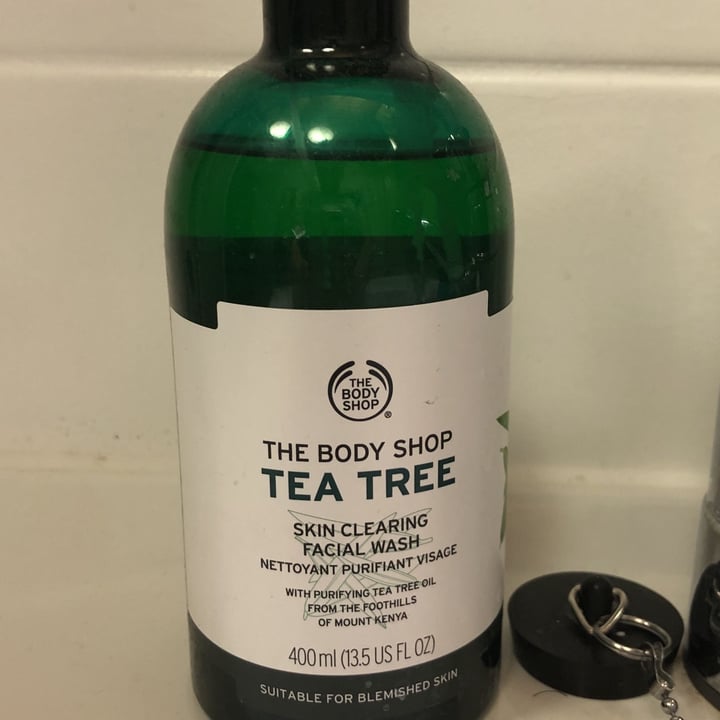 THE
BODY
SHOP
®
THE BODY SHOP
TEA TREE
SKIN CLEARING
FACIAL WASH
NETTOYANT PURIFIANT VISAGE
WITH PURIFYING TEA TREE OIL
FROM THE FOOTHILLS
OF MOUNT KENYA
400 ml (13.5 US FL OZ)
SUITABLE FOR BLEMISHED SKIN